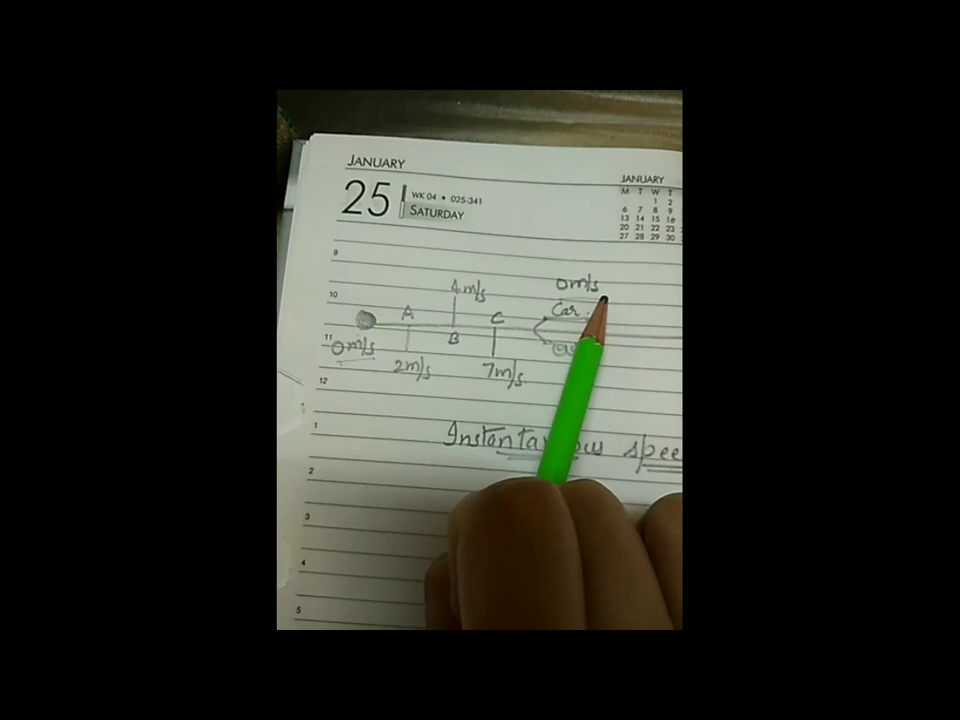 JANUARY
25
WK 04 • 025-341
SATURDAY
JANUARY
M T W T
1 2
6 7 8 9
13 14 15 16
20 21 22 23
27 28 29 30
9
10
11
12
1
2
3
4
5
4m/s
0m/s
A
C
Car
B
0m/s
2m/s
7m/s
Instantaneous spee